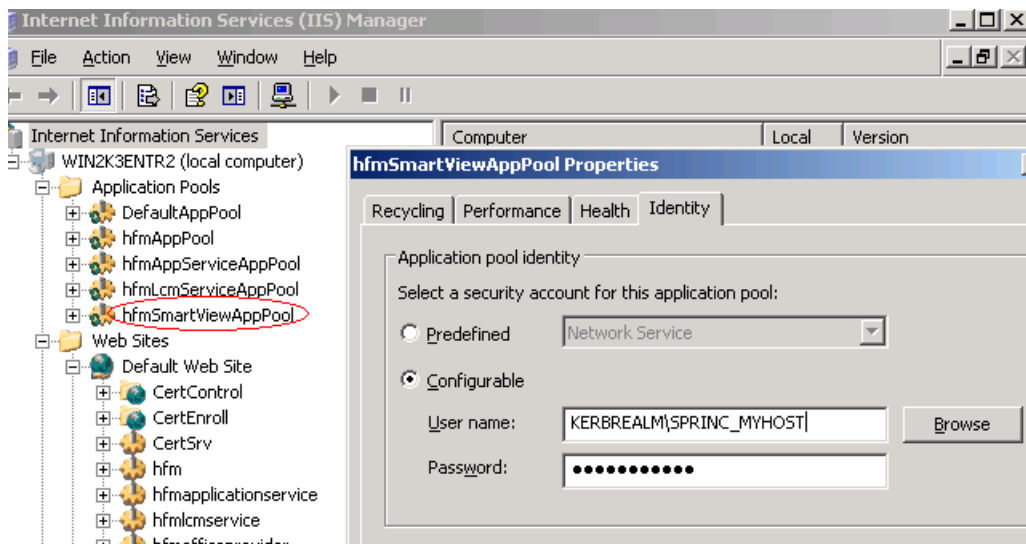 Internet Information Services (IIS) Manager
File Action View Window Help
Internet Information Services
Computer Local Version
WIN2K3ENTR2 (local computer)
Application Pools
DefaultAppPool
hfmAppPool
hfmAppServiceAppPool
hfmLcmServiceAppPool
hfmSmartViewAppPool
Web Sites
Default Web Site
CertControl
CertEnroll
CertSrv
hfm
hfmapplicationservice
hfmlcmservice
hfmofficeprovider
hfmSmartViewAppPool Properties
Recycling Performance Health Identity
Application pool identity
Select a security account for this application pool:
Predefined Network Service
Configurable
User name: KERBREALM\SPRINC_MYHOST Browse
Password: ●●●●●●●●●●●